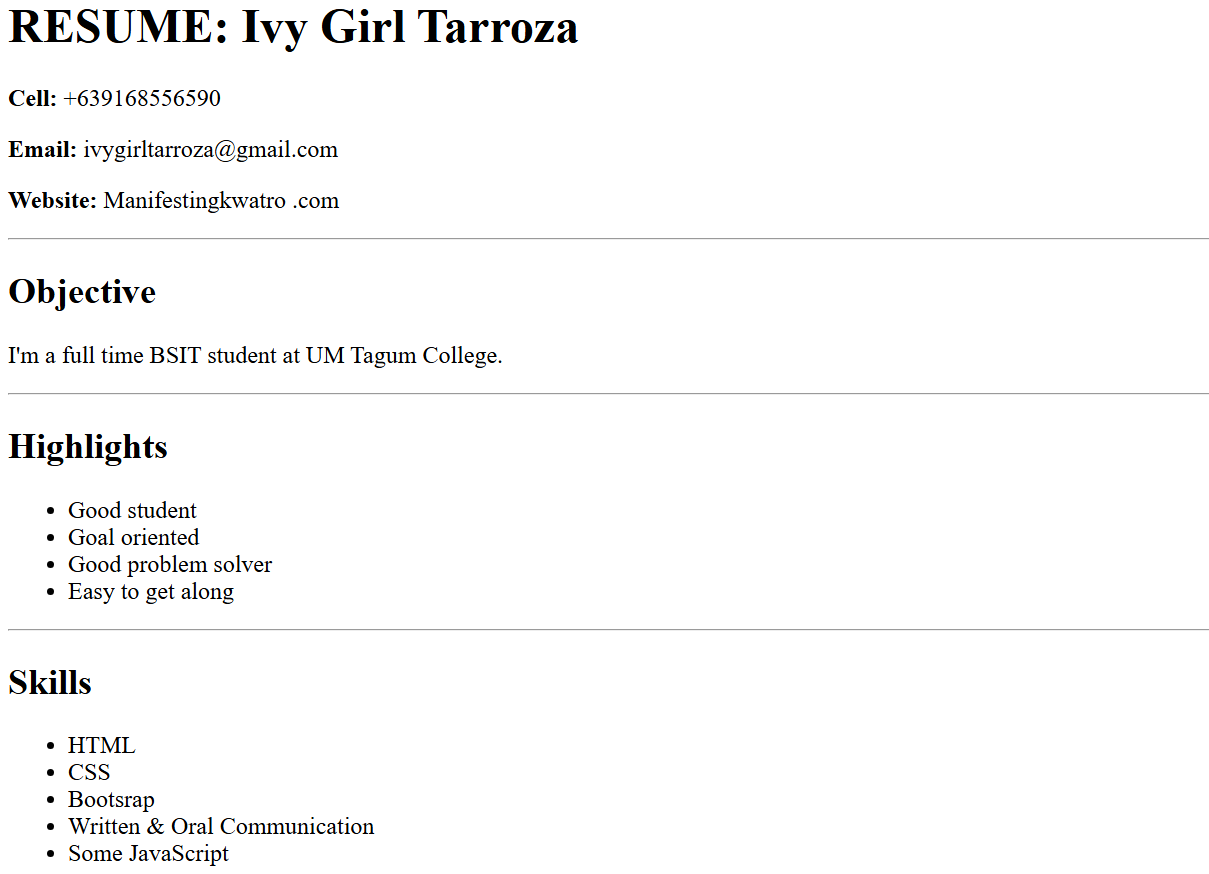 RESUME: Ivy Girl Tarroza
Cell: +639168556590
Email: ivygirltarroza@gmail.com
Website: Manifestingkwatro .com
Objective
I'm a full time BSIT student at UM Tagum College.
Highlights
• Good student
• Goal oriented
• Good problem solver
• Easy to get along
Skills
• HTML
• CSS
• Bootsrap
• Written & Oral Communication
• Some JavaScript